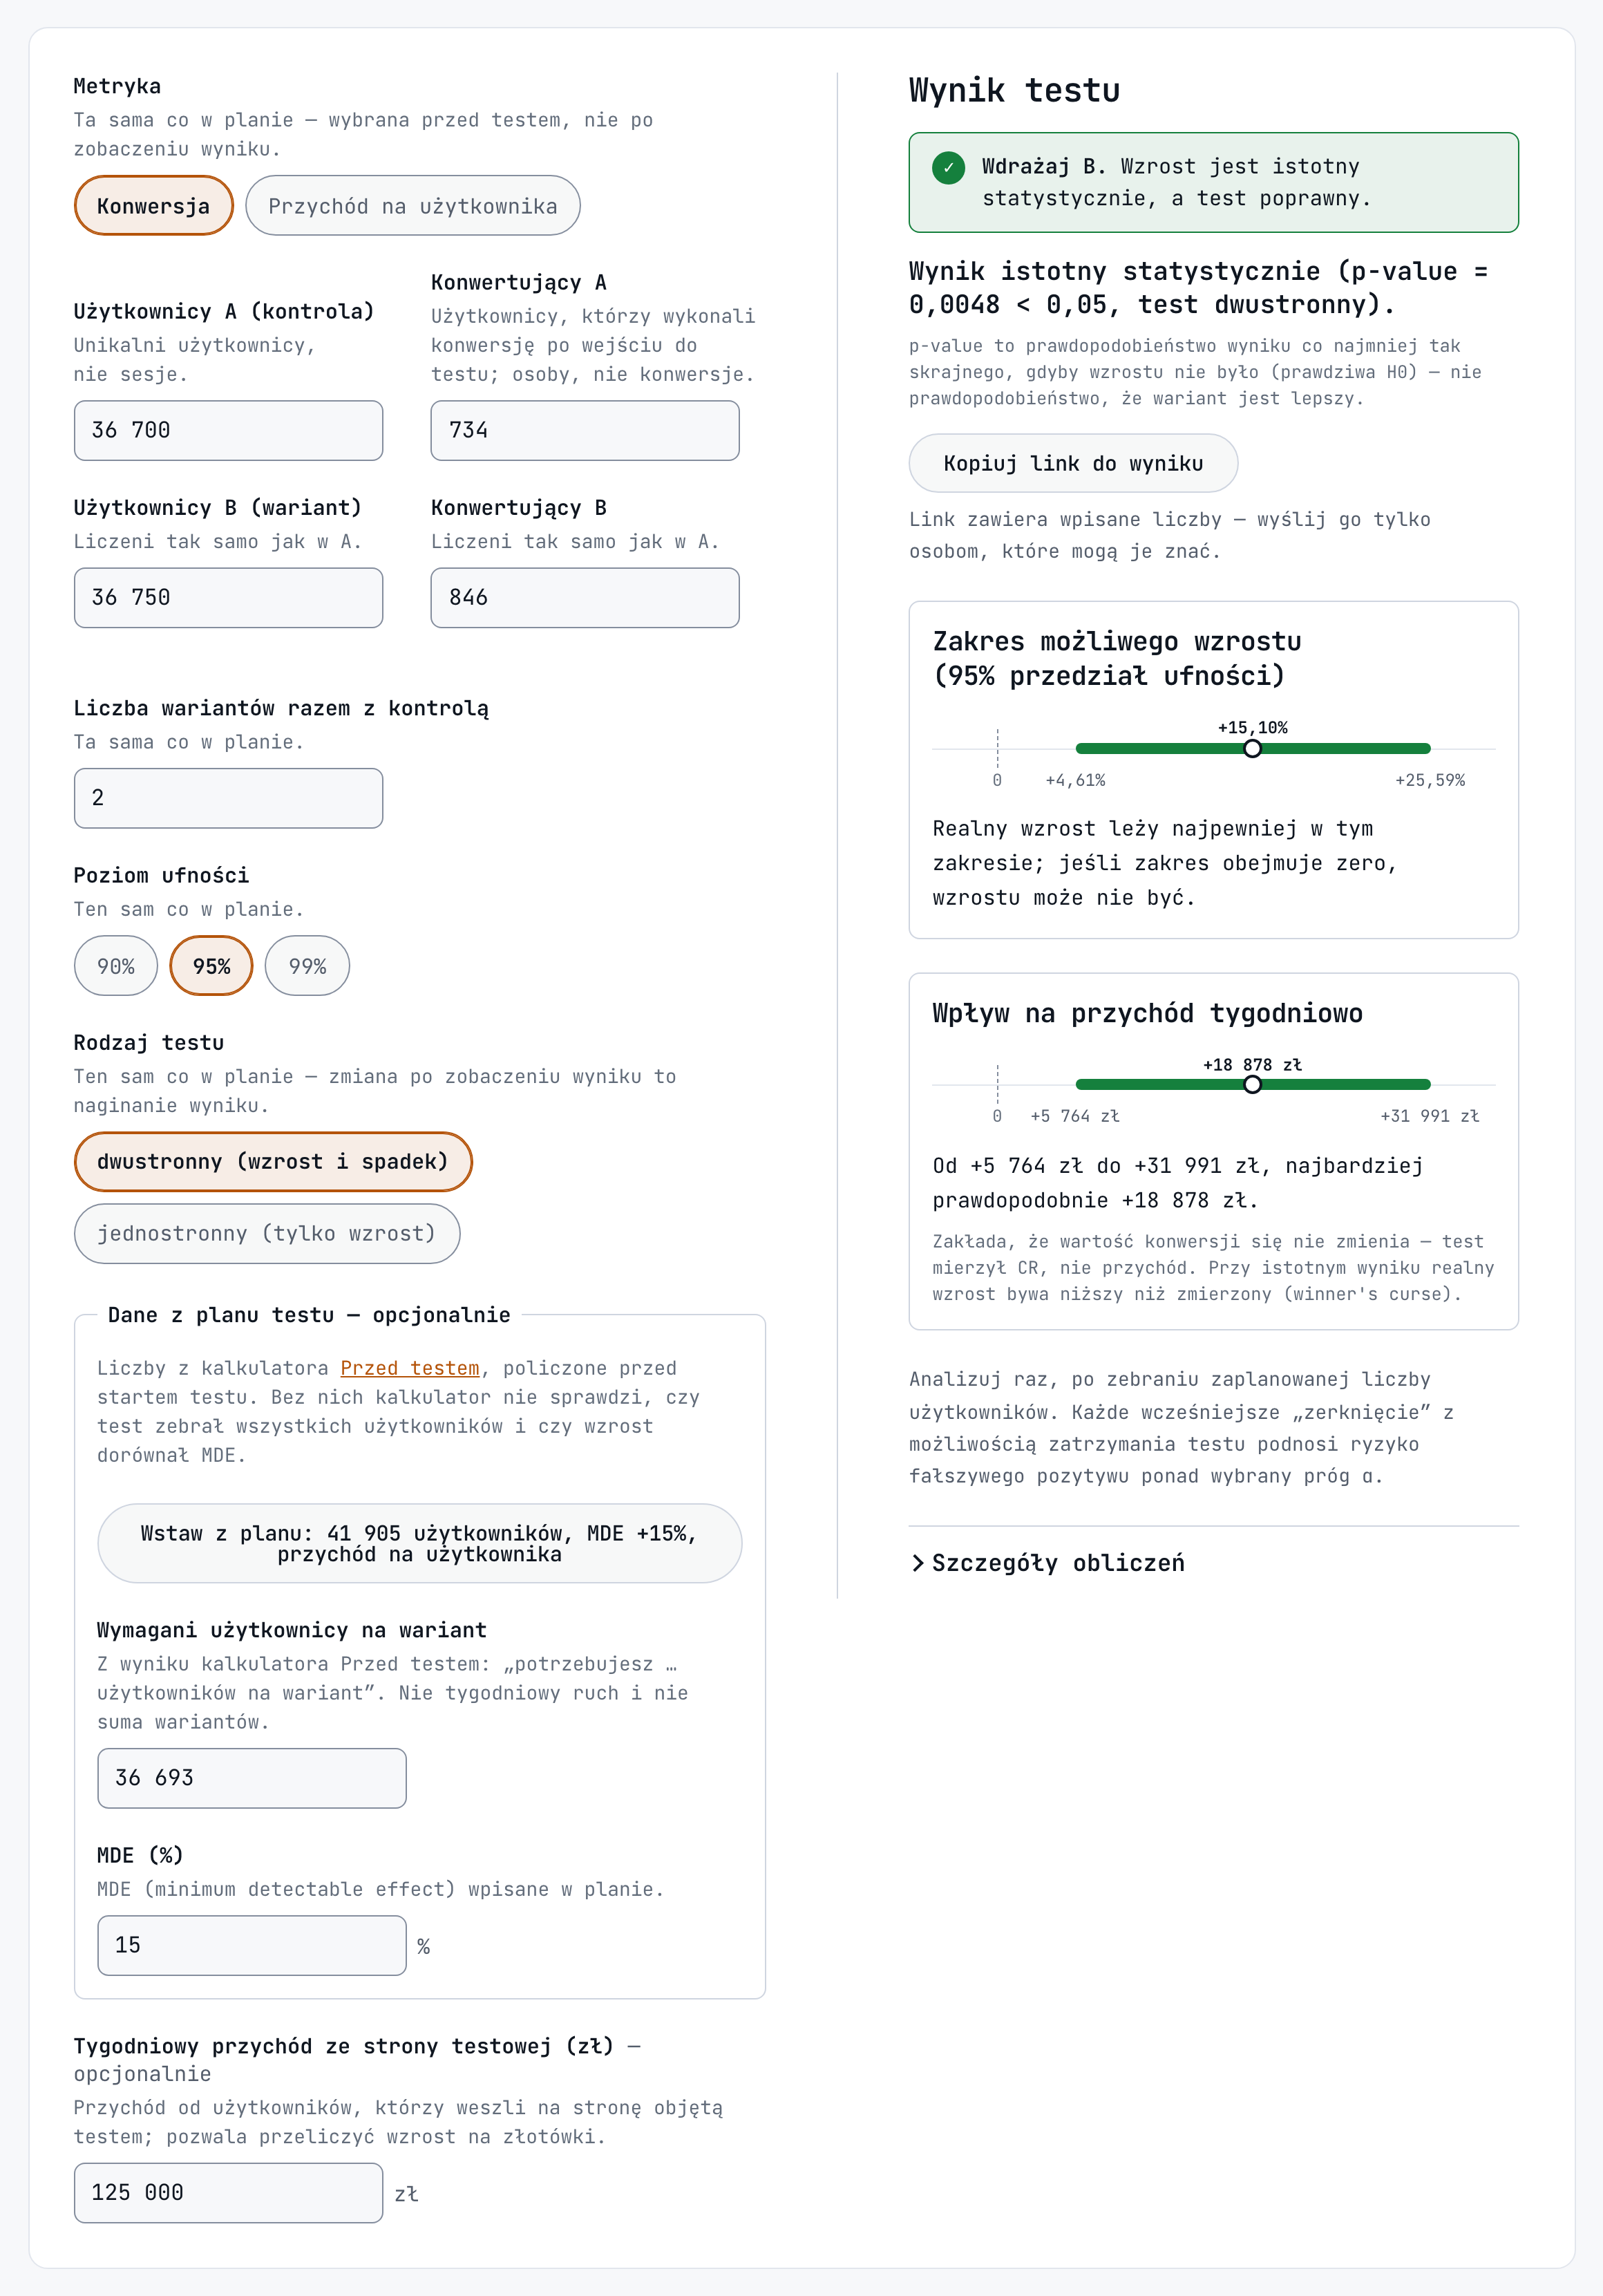 Metryka
Ta sama co w planie — wybrana przed testem, nie po
zobaczeniu wyniku.
Konwersja
Przychód na użytkownika
Użytkownicy A (kontrola)
Unikalni użytkownicy,
nie sesje.
36 700
Konwertujący A
Użytkownicy, którzy wykonali
konwersję po wejściu do
testu; osoby, nie konwersje.
734
Użytkownicy B (wariant)
Liczeni tak samo jak w A.
36 750
Konwertujący B
Liczeni tak samo jak w A.
846
Liczba wariantów razem z kontrolą
Ta sama co w planie.
2
Poziom ufności
Ten sam co w planie.
90%
95%
99%
Rodzaj testu
Ten sam co w planie — zmiana po zobaczeniu wyniku to
naginanie wyniku.
dwustronny (wzrost i spadek)
jednostronny (tylko wzrost)
Dane z planu testu — opcjonalnie
Liczby z kalkulatora Przed testem, policzone przed
startem testu. Bez nich kalkulator nie sprawdzi, czy
test zebrał wszystkich użytkowników i czy wzrost
dorównał MDE.
Wstaw z planu: 41 905 użytkowników, MDE +15%,
przychód na użytkownika
Wymagani użytkownicy na wariant
Z wyniku kalkulatora Przed testem: „potrzebujesz …
użytkowników na wariant”. Nie tygodniowy ruch i nie
suma wariantów.
36 693
MDE (%)
MDE (minimum detectable effect) wpisane w planie.
15
%
Tygodniowy przychód ze strony testowej (zł) —
opcjonalnie
Przychód od użytkowników, którzy weszli na stronę objętą
testem; pozwala przeliczyć wzrost na złotówki.
125 000
zł
Wynik testu
✓
Wdrażaj B. Wzrost jest istotny
statystycznie, a test poprawny.
Wynik istotny statystycznie (p-value =
0,0048 < 0,05, test dwustronny).
p-value to prawdopodobieństwo wyniku co najmniej tak
skrajnego, gdyby wzrostu nie było (prawdziwa H0) — nie
prawdopodobieństwo, że wariant jest lepszy.
Kopiuj link do wyniku
Link zawiera wpisane liczby — wyślij go tylko
osobom, które mogą je znać.
Zakres możliwego wzrostu
(95% przedział ufności)
+15,10%
0
+4,61%
+25,59%
Realny wzrost leży najpewniej w tym
zakresie; jeśli zakres obejmuje zero,
wzrostu może nie być.
Wpływ na przychód tygodniowo
+18 878 zł
0
+5 764 zł
+31 991 zł
Od +5 764 zł do +31 991 zł, najbardziej
prawdopodobnie +18 878 zł.
Zakłada, że wartość konwersji się nie zmienia — test
mierzył CR, nie przychód. Przy istotnym wyniku realny
wzrost bywa niższy niż zmierzony (winner's curse).
Analizuj raz, po zebraniu zaplanowanej liczby
użytkowników. Każde wcześniejsze „zerknięcie” z
możliwością zatrzymania testu podnosi ryzyko
fałszywego pozytywu ponad wybrany próg α.
Szczegóły obliczeń